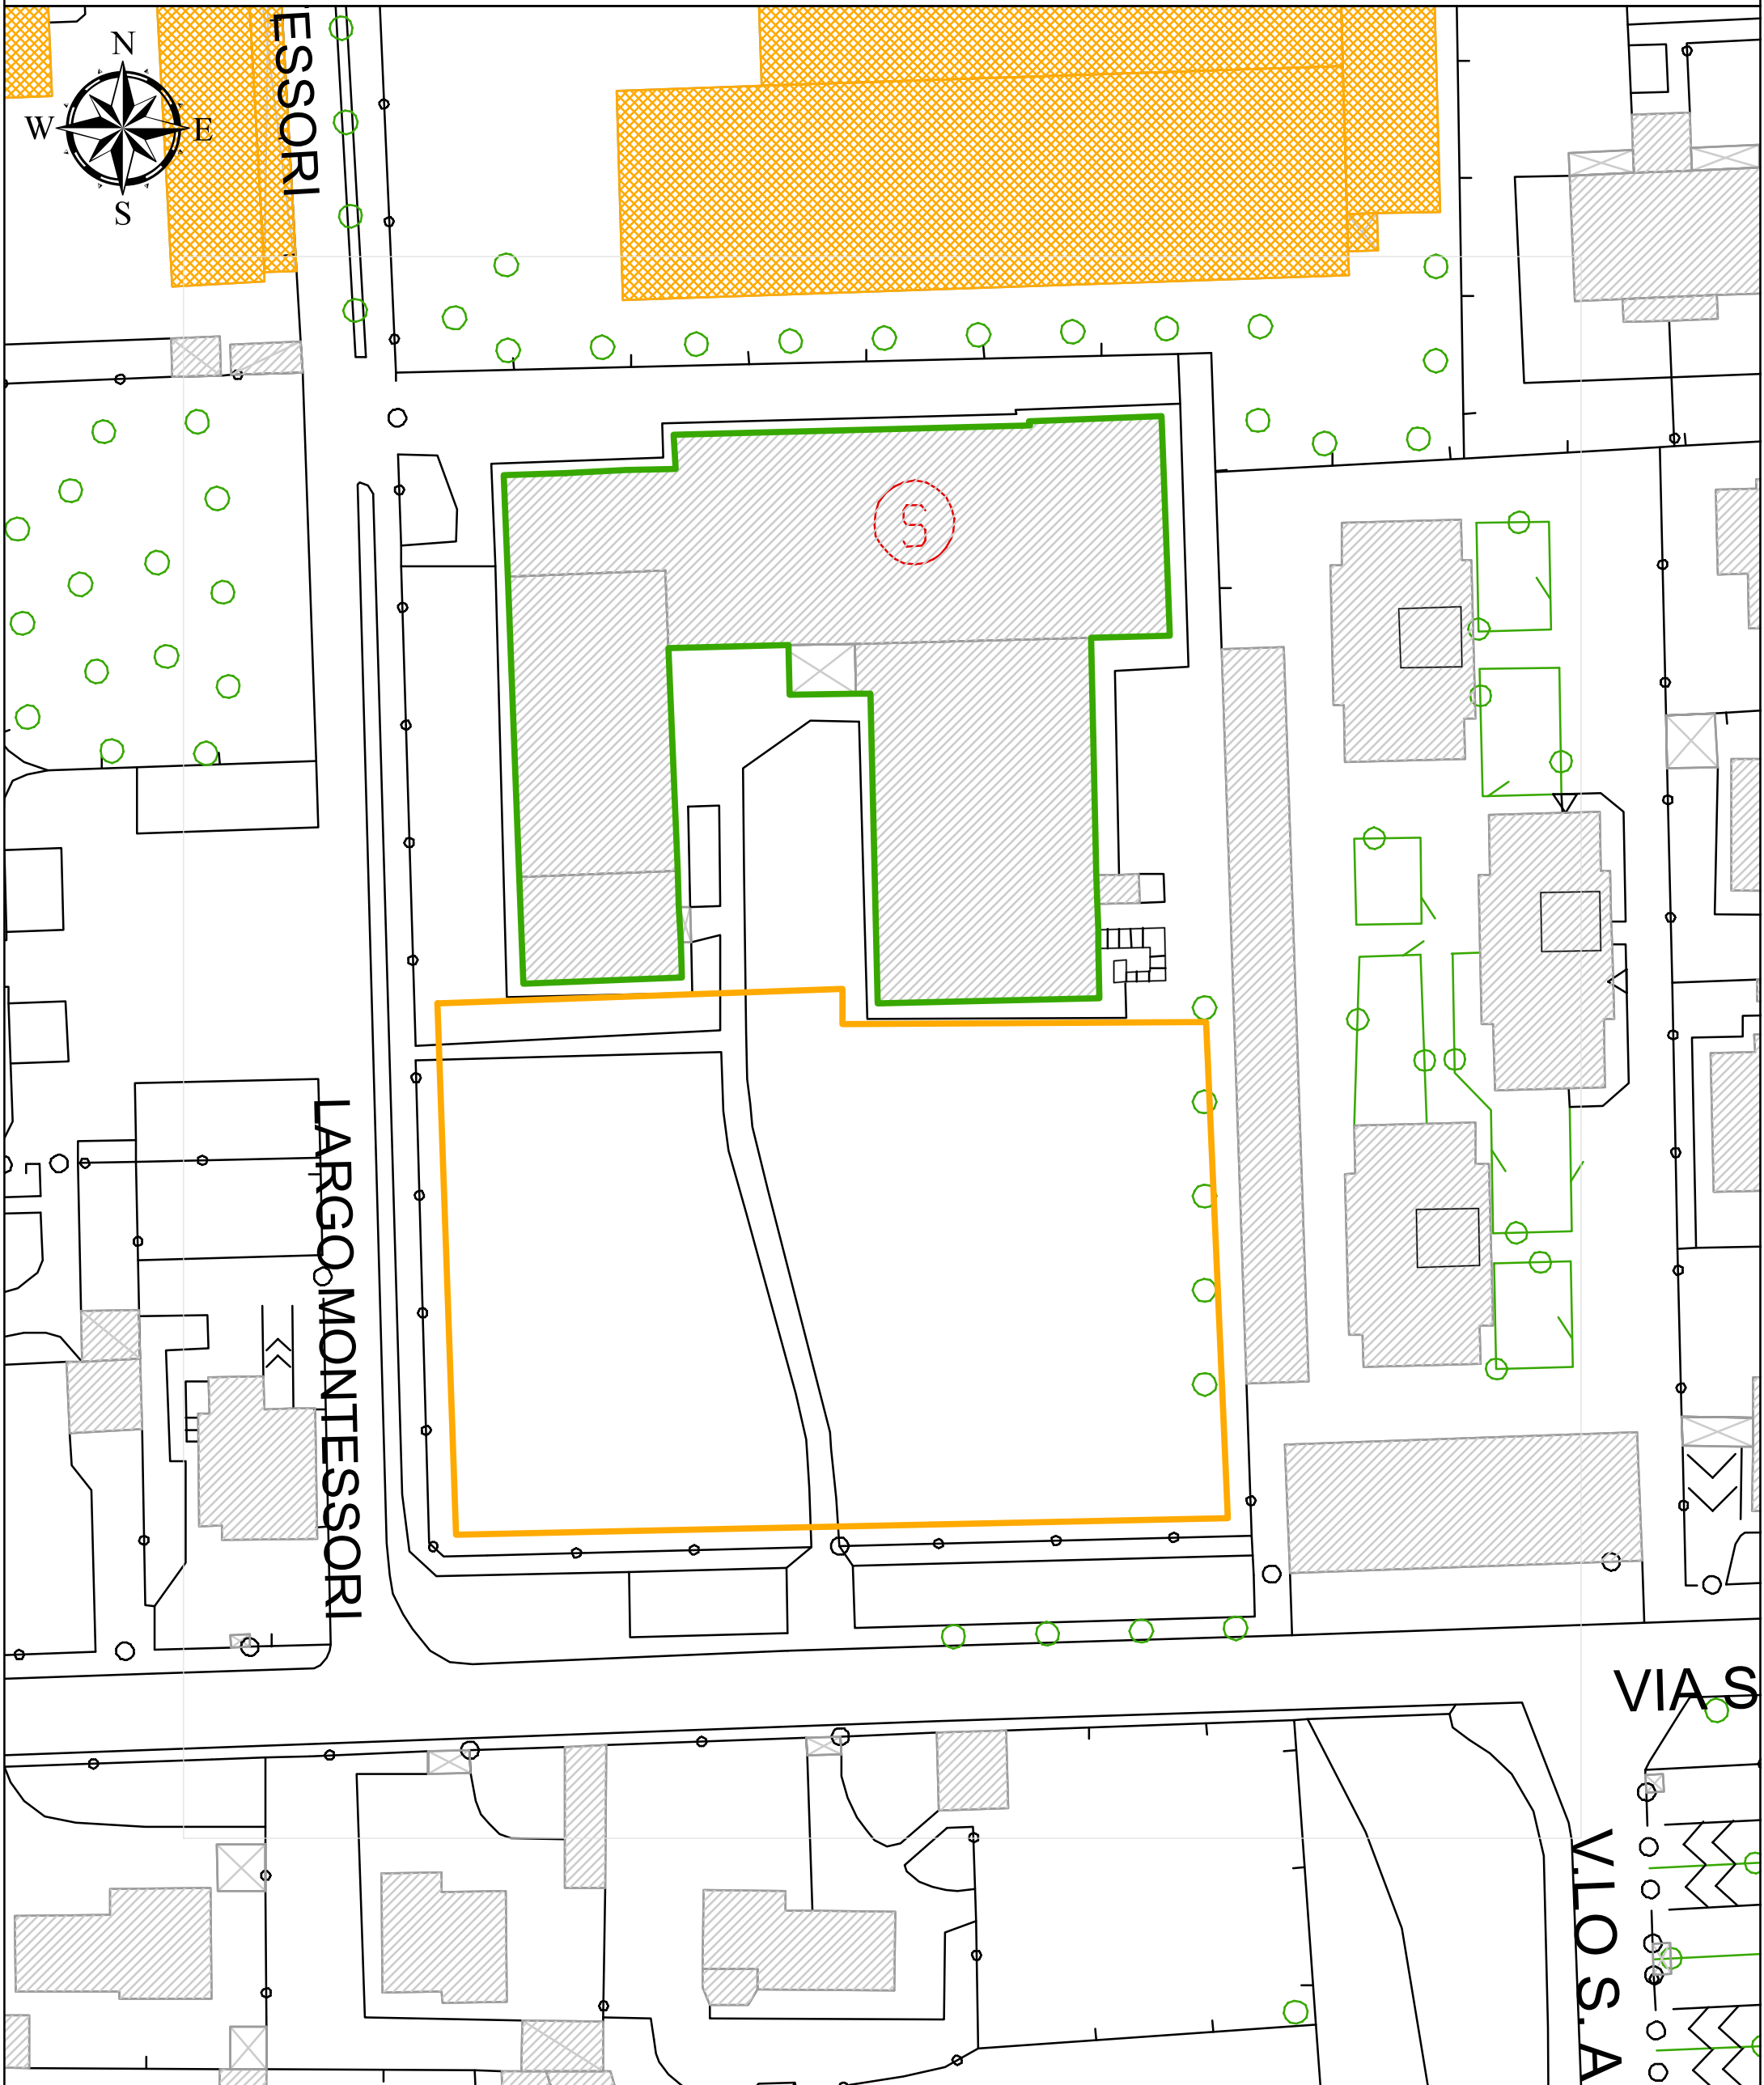 N
W E
S
ESSORI
S
LARGO MONTESSORI
VIA S
V.LO S. A